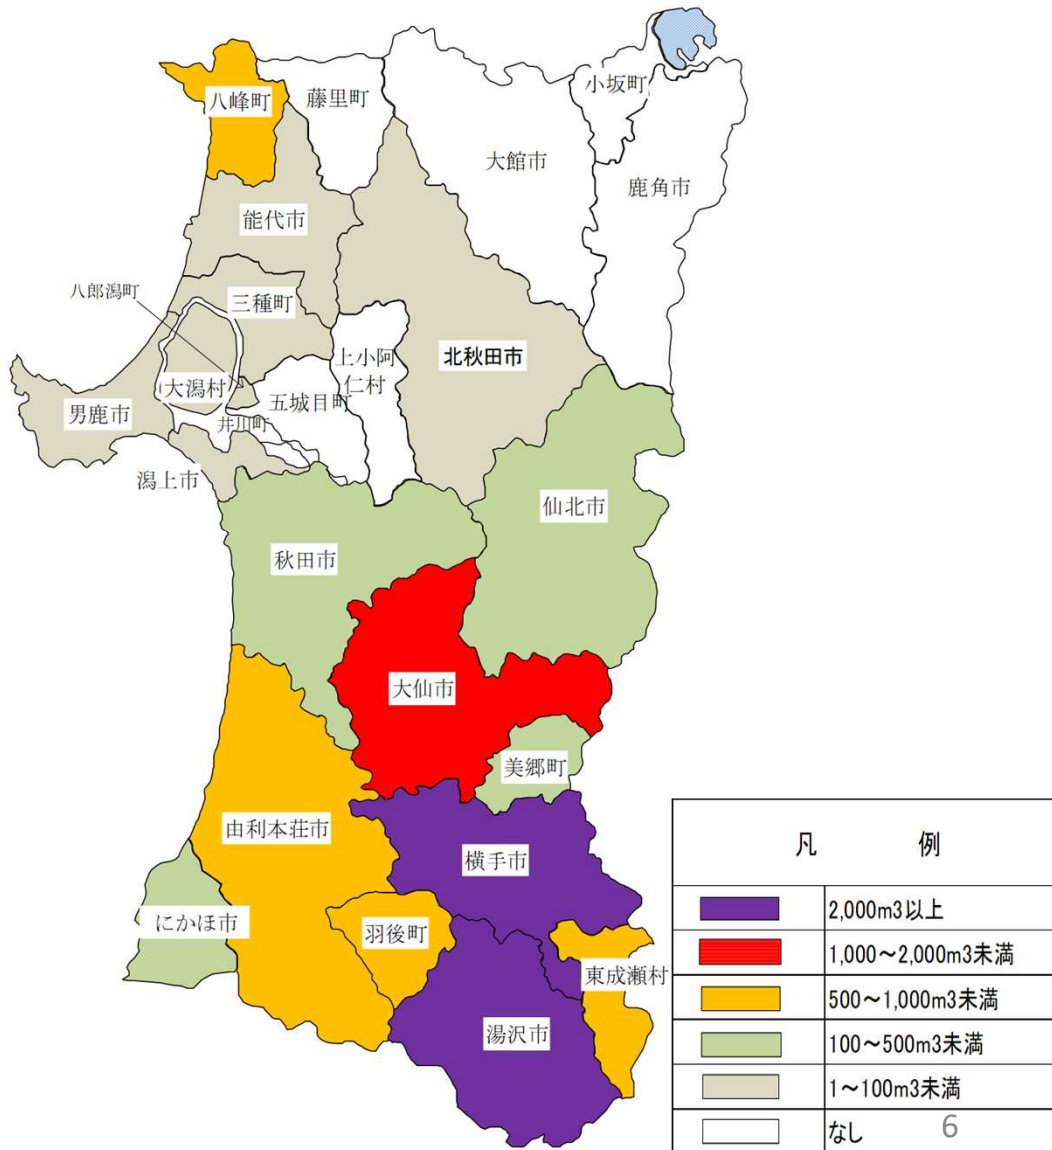 八峰町
藤里町
小坂町
大館市
鹿角市
能代市
八郎潟町
三種町
上小阿
仁村
北秋田市
大潟村
五城目町
男鹿市
井川町
潟上市
仙北市
秋田市
大仙市
美郷町
由利本荘市
横手市
にかほ市
羽後町
東成瀬村
湯沢市
凡 例
2,000m3以上
1,000～2,000m3未満
500～1,000m3未満
100～500m3未満
1～100m3未満
なし
6